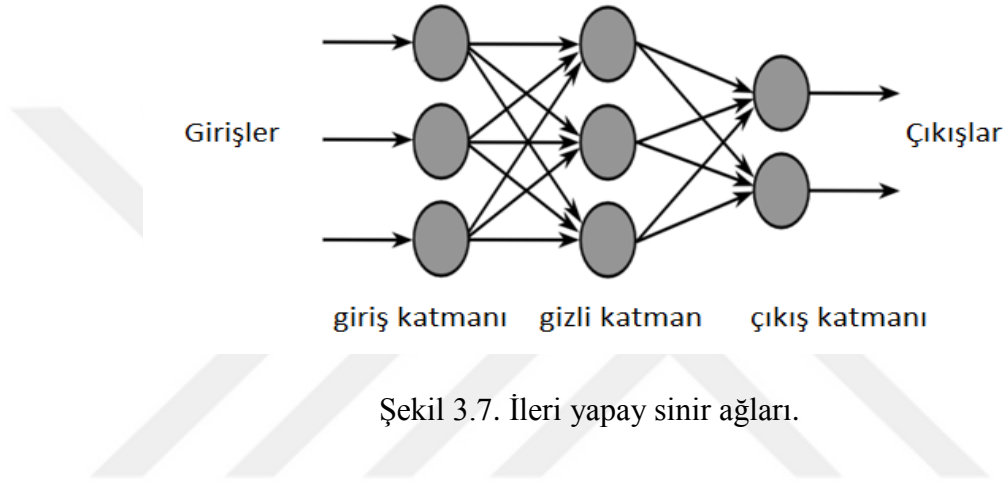 Girişler
Çıkışlar
giriş katmanı gizli katman çıkış katmanı
Şekil 3.7. İleri yapay sinir ağları.